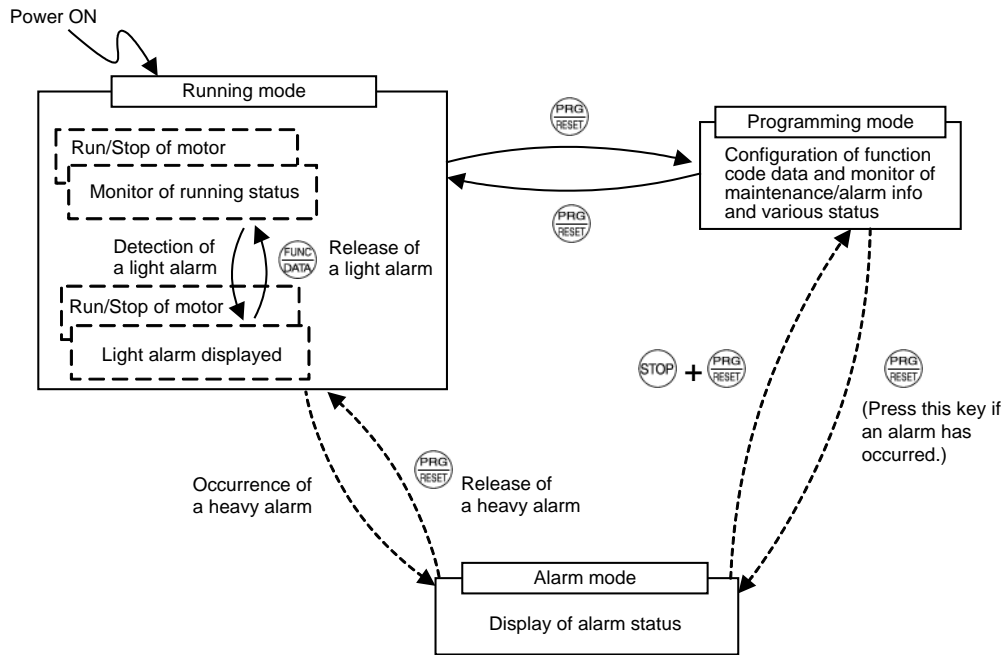 Power ON
Running mode
Run/Stop of motor
Monitor of running status
Detection of
a light alarm
FUNC
DATA
Release of
a light alarm
Run/Stop of motor
Light alarm displayed
PRG
RESET
PRG
RESET
Programming mode
Configuration of function
code data and monitor of
maintenance/alarm info
and various status
STOP + PRG
RESET
PRG
RESET
(Press this key if
an alarm has
occurred.)
Occurrence of
a heavy alarm
PRG
RESET
Release of
a heavy alarm
Alarm mode
Display of alarm status